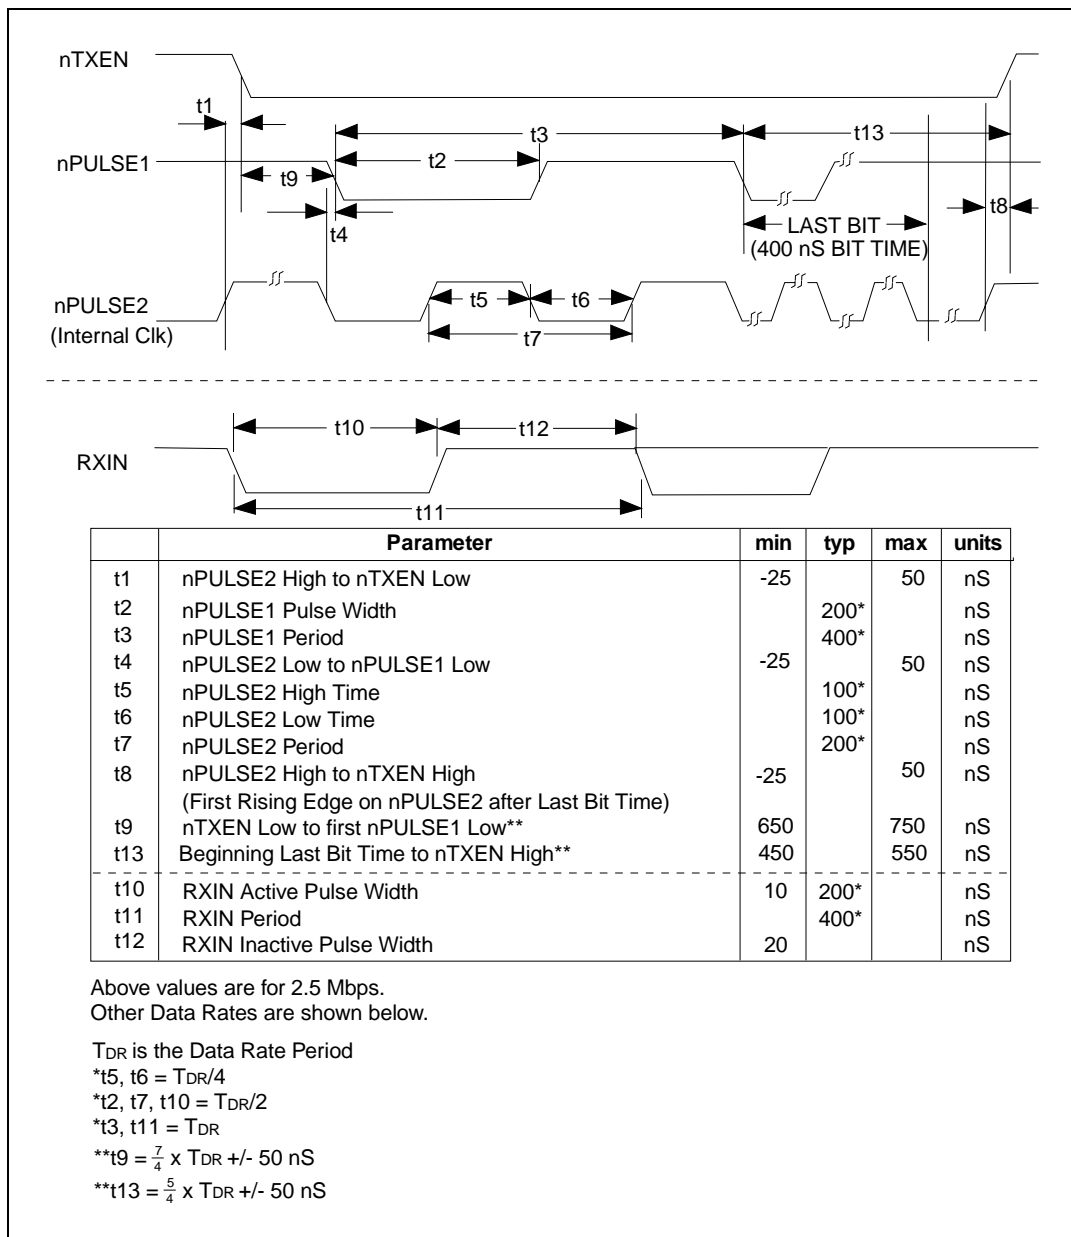 nTXEN
t1
t3
t13
nPULSE1
t2
t9
t8
t4
LAST BIT
(400 nS BIT TIME)
nPULSE2
(Internal Clk)
t5
t6
t7
RXIN
t10
t12
t11
Parameter min typ max units
t1 nPULSE2 High to nTXEN Low -25 50 nS
t2 nPULSE1 Pulse Width 200* nS
t3 nPULSE1 Period 400* nS
t4 nPULSE2 Low to nPULSE1 Low -25 50 nS
t5 nPULSE2 High Time 100* nS
t6 nPULSE2 Low Time 100* nS
t7 nPULSE2 Period 200* nS
t8 nPULSE2 High to nTXEN High -25 50 nS
(First Rising Edge on nPULSE2 after Last Bit Time)
t9 nTXEN Low to first nPULSE1 Low** 650 750 nS
t13 Beginning Last Bit Time to nTXEN High** 450 550 nS
t10 RXIN Active Pulse Width 10 200* nS
t11 RXIN Period 400* nS
t12 RXIN Inactive Pulse Width 20 nS
Above values are for 2.5 Mbps.
Other Data Rates are shown below.
TDR is the Data Rate Period
*t5, t6 = TDR/4
*t2, t7, t10 = TDR/2
*t3, t11 = TDR
**t9 = 7/4 x TDR +/- 50 nS
**t13 = 5/4 x TDR +/- 50 nS